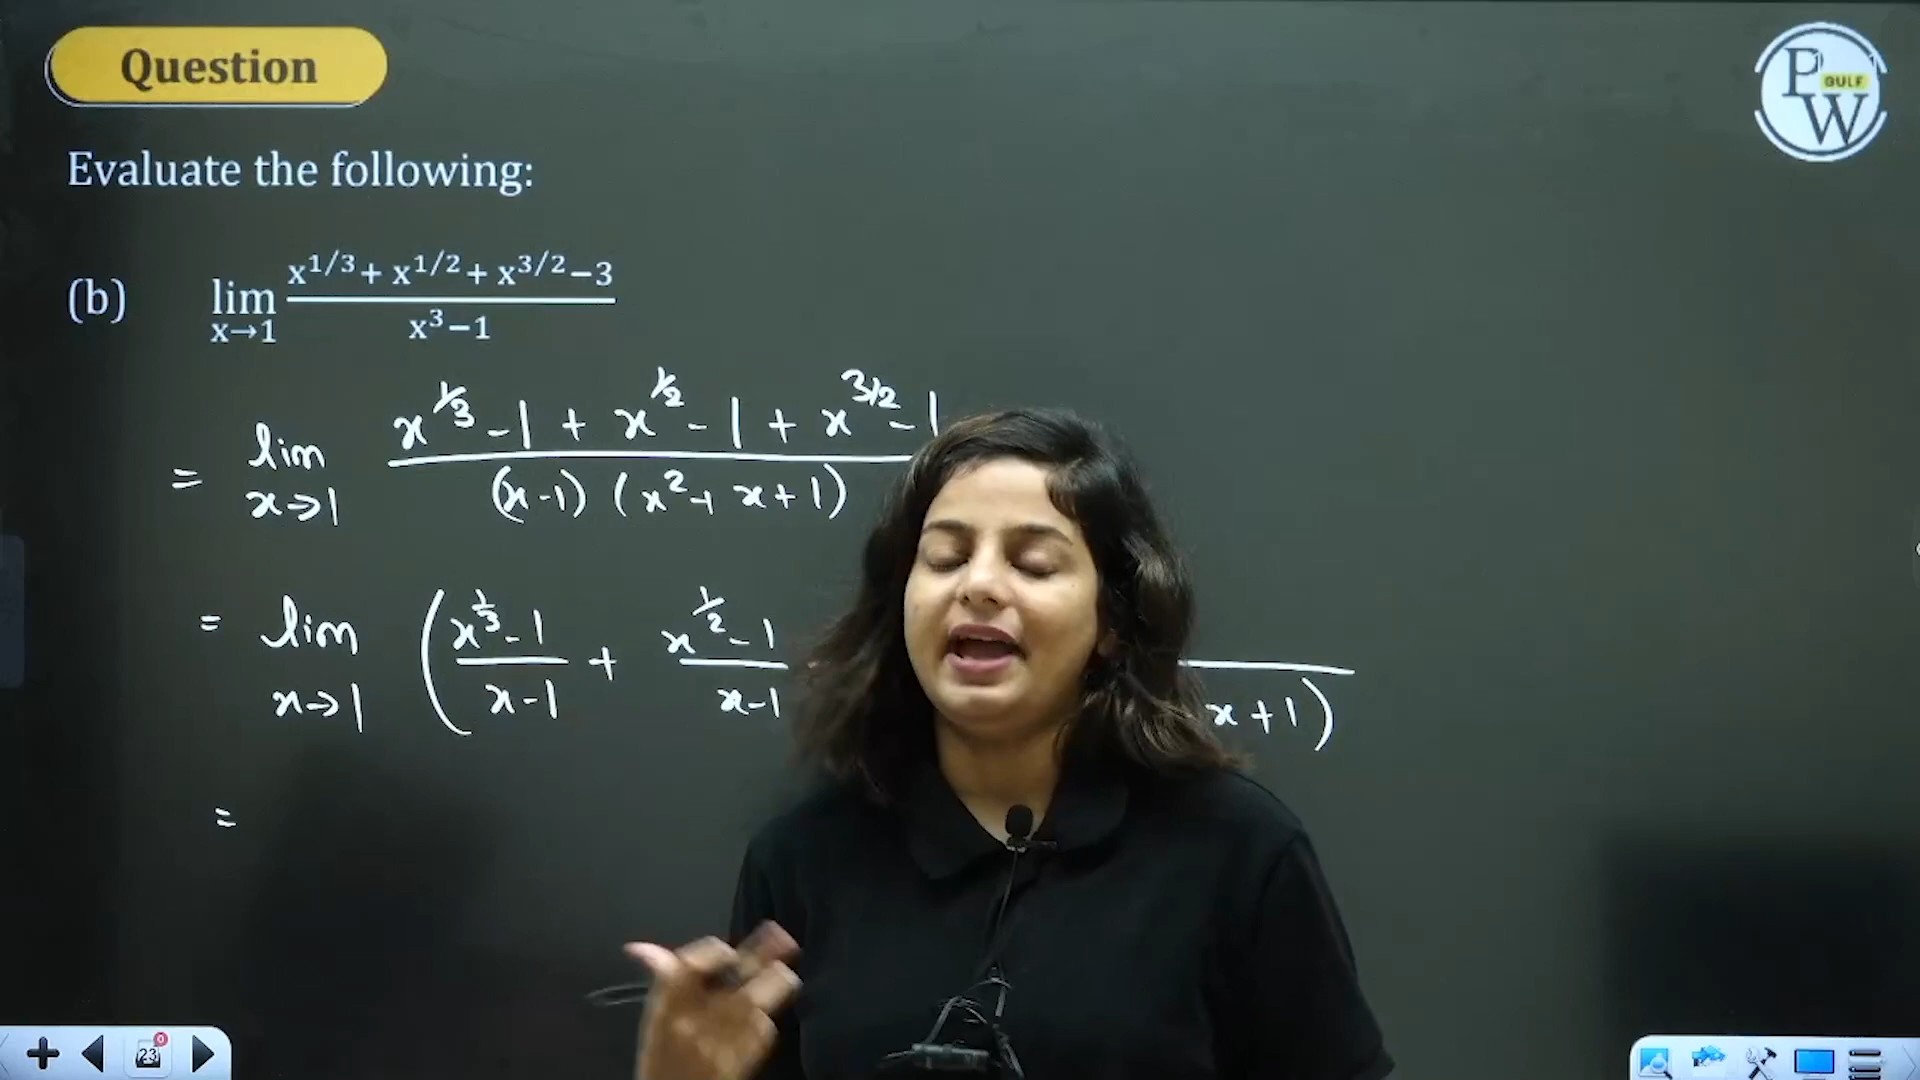 Question
PW GULF
Evaluate the following:
(b) lim x→1 (x^1/3 + x^1/2 + x^3/2 − 3) / (x^3 − 1)
= lim x→1 (x^1/3 - 1 + x^1/2 - 1 + x^3/2 - 1) / ((x-1) (x^2 + x + 1))
= lim x→1 ( (x^1/3 - 1)/(x-1) + (x^1/2 - 1)/(x-1) x + 1)
=
23
0